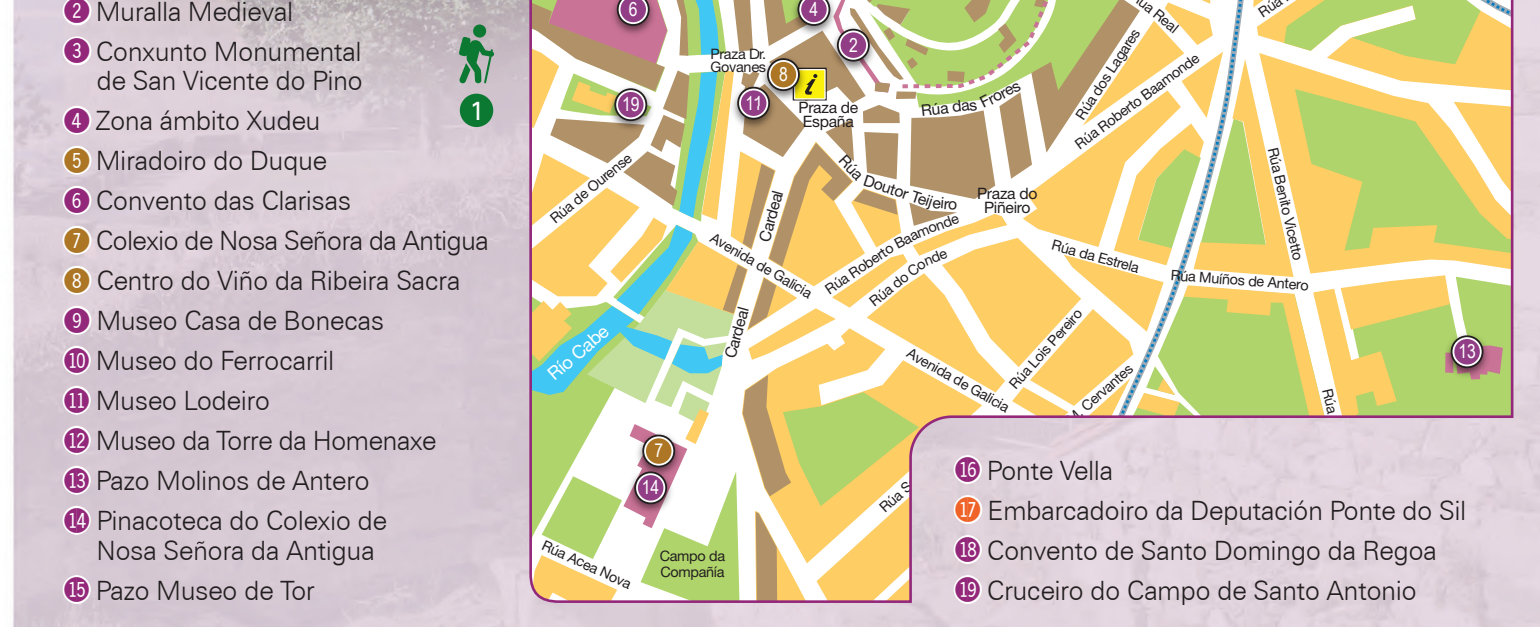 2 Muralla Medieval
3 Conxunto Monumental
de San Vicente do Pino
1
4 Zona ámbito Xudeu
5 Miradoiro do Duque
6 Convento das Clarisas
7 Colexio de Nosa Señora da Antigua
8 Centro do Viño da Ribeira Sacra
9 Museo Casa de Bonecas
10 Museo do Ferrocarril
11 Museo Lodeiro
12 Museo da Torre da Homenaxe
13 Pazo Molinos de Antero
14 Pinacoteca do Colexio de
Nosa Señora da Antigua
15 Pazo Museo de Tor
6
4
2
Praza Dr.
Govanes
8
i
19
11
Praza de
España
Rúa das Frores
Rúa dos Lagares
Real
Rúa Roberto Baamonde
Rúa de Ourense
Rúa Doutor Teijeiro
Praza do
Piñeiro
Rúa Benito Vicetto
Cardeal
Avenida de Galicia
Rúa Roberto Baamonde
Rúa do Conde
Rúa da Estrela
Rúa Muíños de Antero
Río Cabe
Cardeal
Rúa Lois Pereiro
Avenida de Galicia
M. Cervantes
Rúa
13
7
14
Rúa S
Rúa Acea Nova
Campo da
Compañía
16 Ponte Vella
17 Embarcadoiro da Deputación Ponte do Sil
18 Convento de Santo Domingo da Regoa
19 Cruceiro do Campo de Santo Antonio